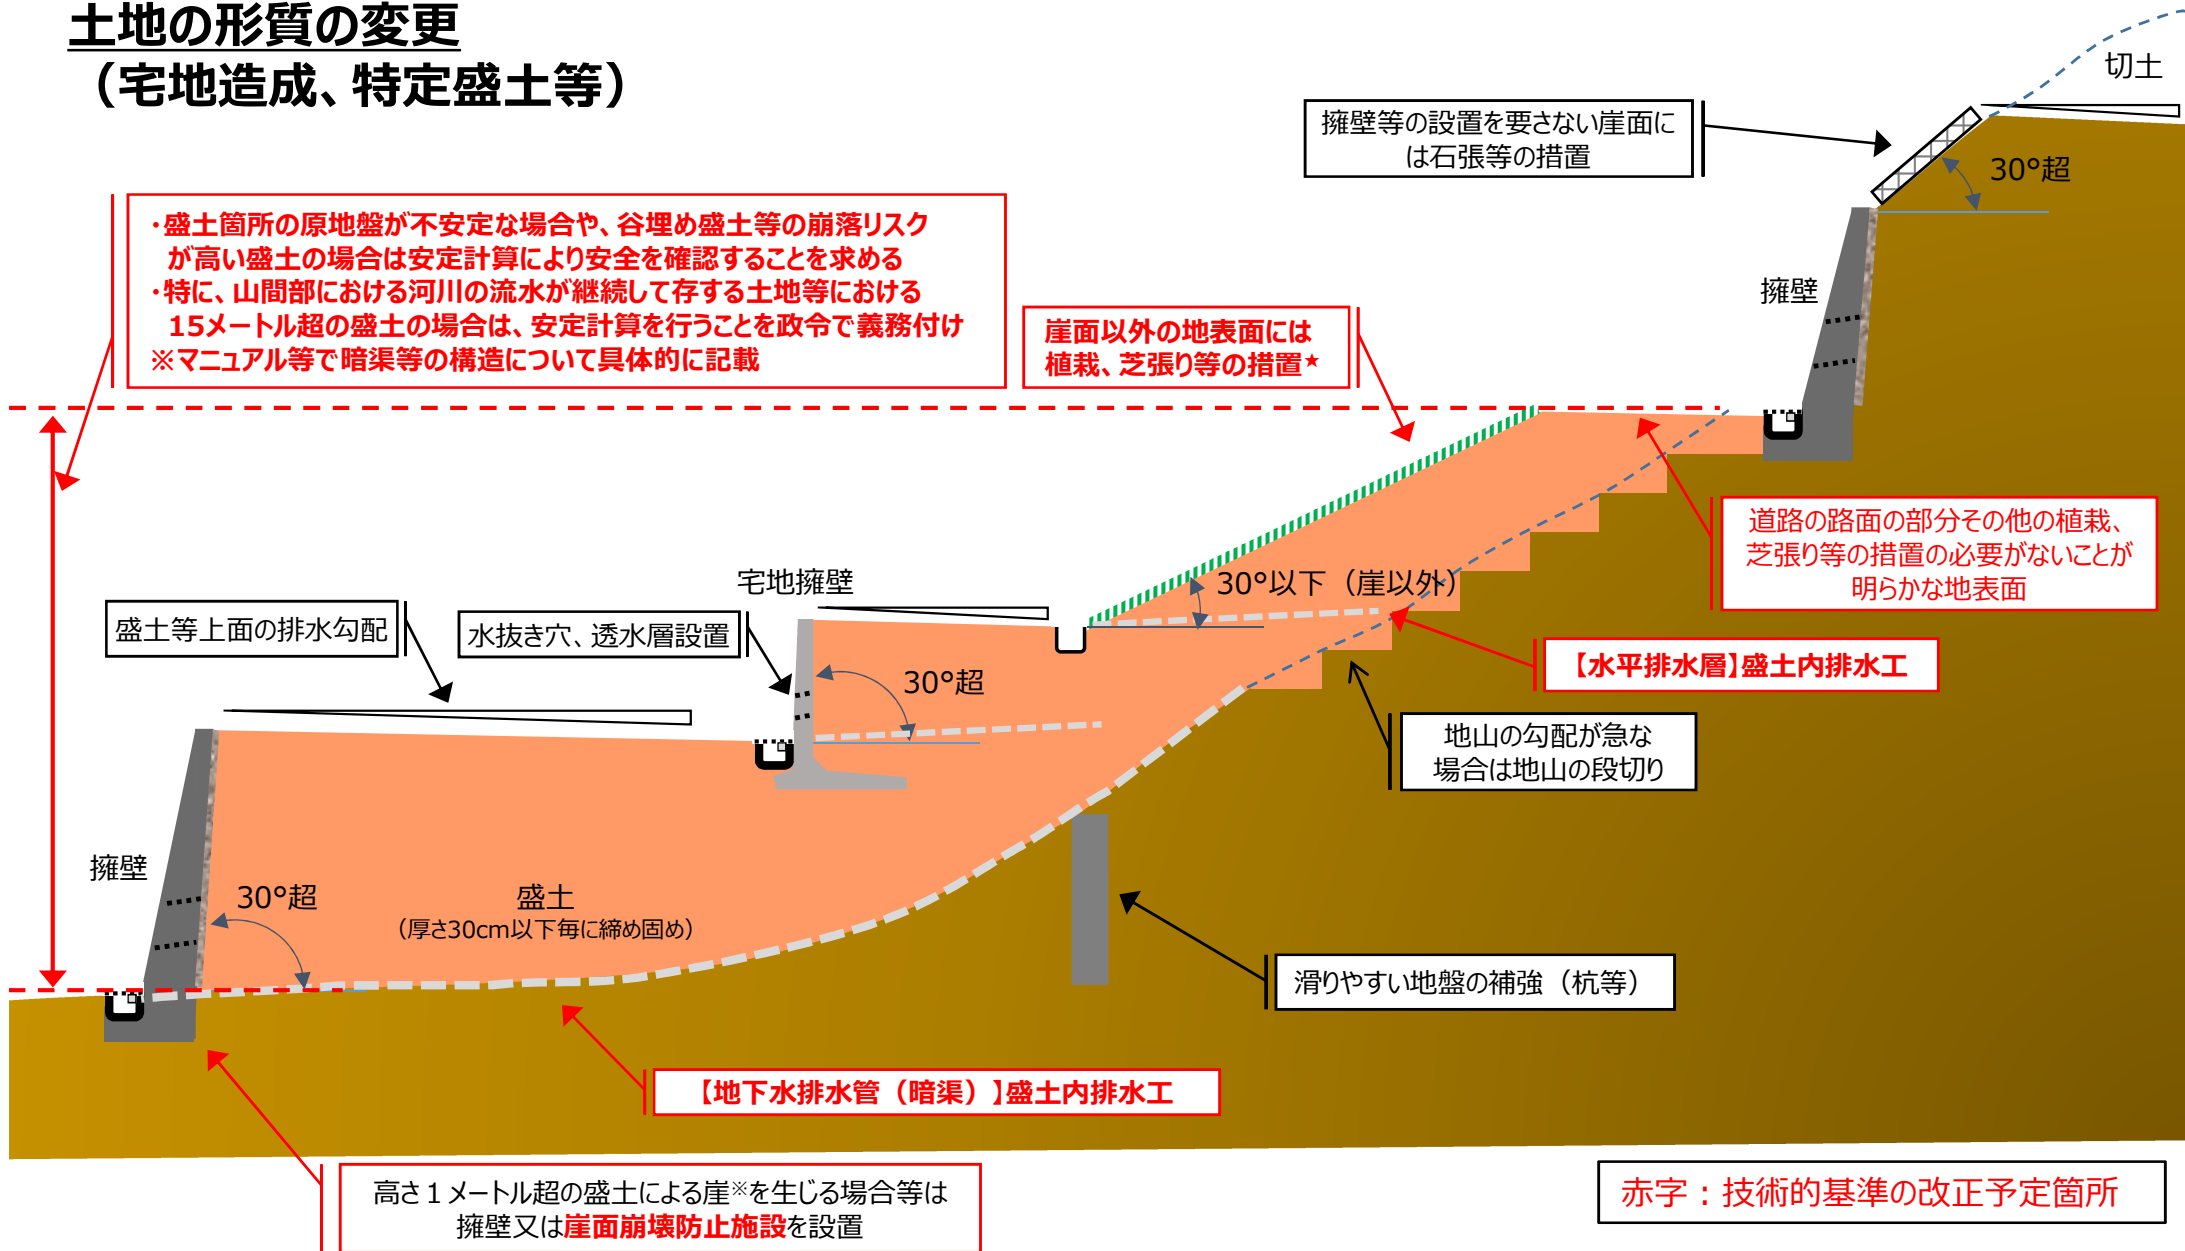 土地の形質の変更
（宅地造成、特定盛土等）
切土
擁壁等の設置を要さない崖面に
は石張等の措置
30°超
・盛土箇所の原地盤が不安定な場合や、谷埋め盛土等の崩落リスク
が高い盛土の場合は安定計算により安全を確認することを求める
・特に、山間部における河川の流水が継続して存する土地等における
15メートル超の盛土の場合は、安定計算を行うことを政令で義務付け
※マニュアル等で暗渠等の構造について具体的に記載
擁壁
崖面以外の地表面には
植栽、芝張り等の措置★
道路の路面の部分その他の植栽、
芝張り等の措置の必要がないことが
明らかな地表面
宅地擁壁
30°以下（崖以外）
盛土等上面の排水勾配
水抜き穴、透水層設置
【水平排水層】盛土内排水工
30°超
地山の勾配が急な
場合は地山の段切り
擁壁
30°超
盛土
（厚さ30cm以下毎に締め固め）
滑りやすい地盤の補強（杭等）
【地下水排水管（暗渠）】盛土内排水工
高さ１メートル超の盛土による崖※を生じる場合等は
擁壁又は崖面崩壊防止施設を設置
赤字：技術的基準の改正予定箇所